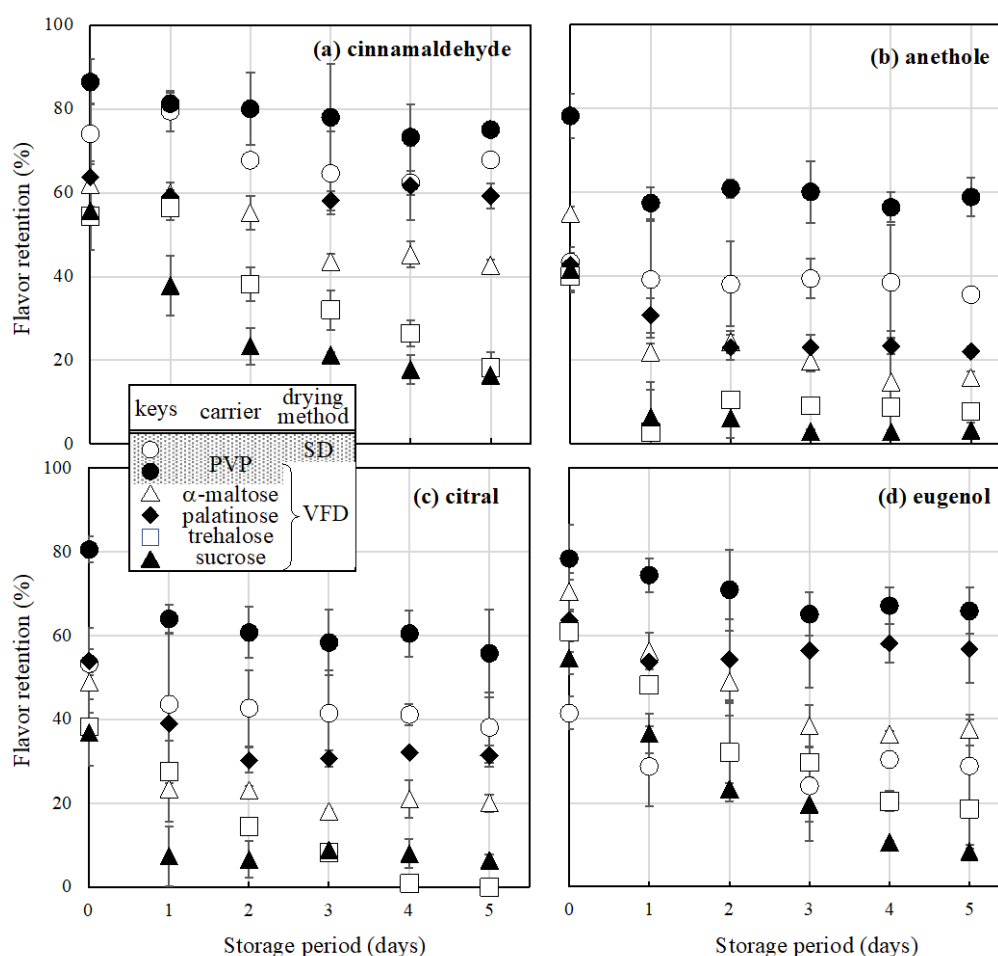 100
(a) cinnamaldehyde
(b) anethole
80
60
40
20
0
Flavor retention (%)
keys carrier drying method
SD
PVP
α-maltose
palatinose VFD
trehalose
sucrose
100
(c) citral
(d) eugenol
80
60
40
20
0
Flavor retention (%)
0 1 2 3 4 5 0 1 2 3 4 5
Storage period (days) Storage period (days)